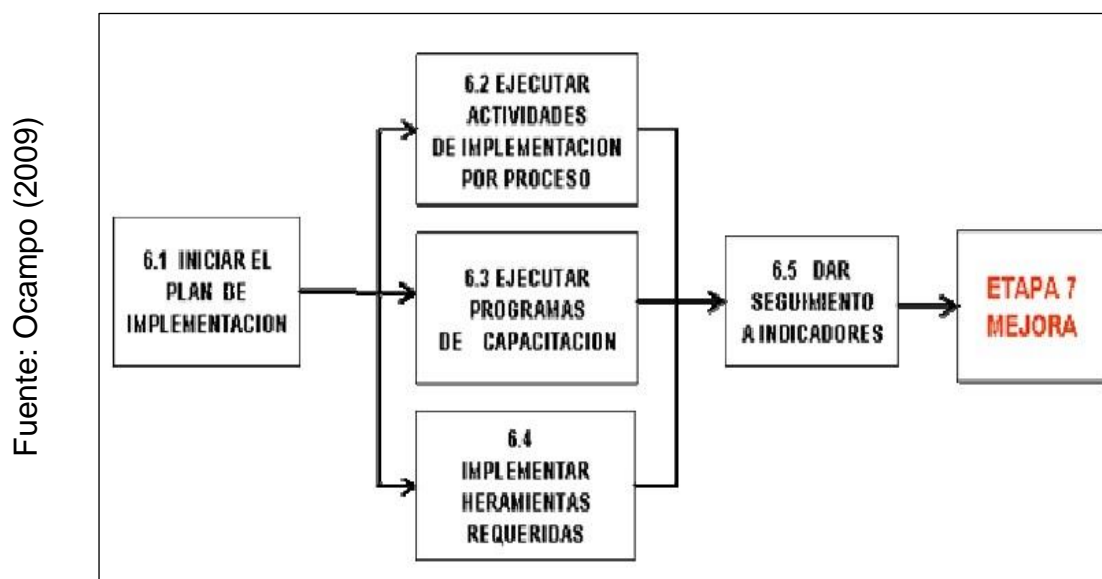 Fuente: Ocampo (2009)
6.1 INICIAR EL
PLAN DE
IMPLEMENTACION
6.2 EJECUTAR
ACTIVIDADES
DE IMPLEMENTACION
POR PROCESO
6.3 EJECUTAR
PROGRAMAS
DE CAPACITACION
6.4
IMPLEMENTAR
HERAMIENTAS
REQUERIDAS
6.5 DAR
SEGUIMIENTO
A INDICADORES
ETAPA 7
MEJORA